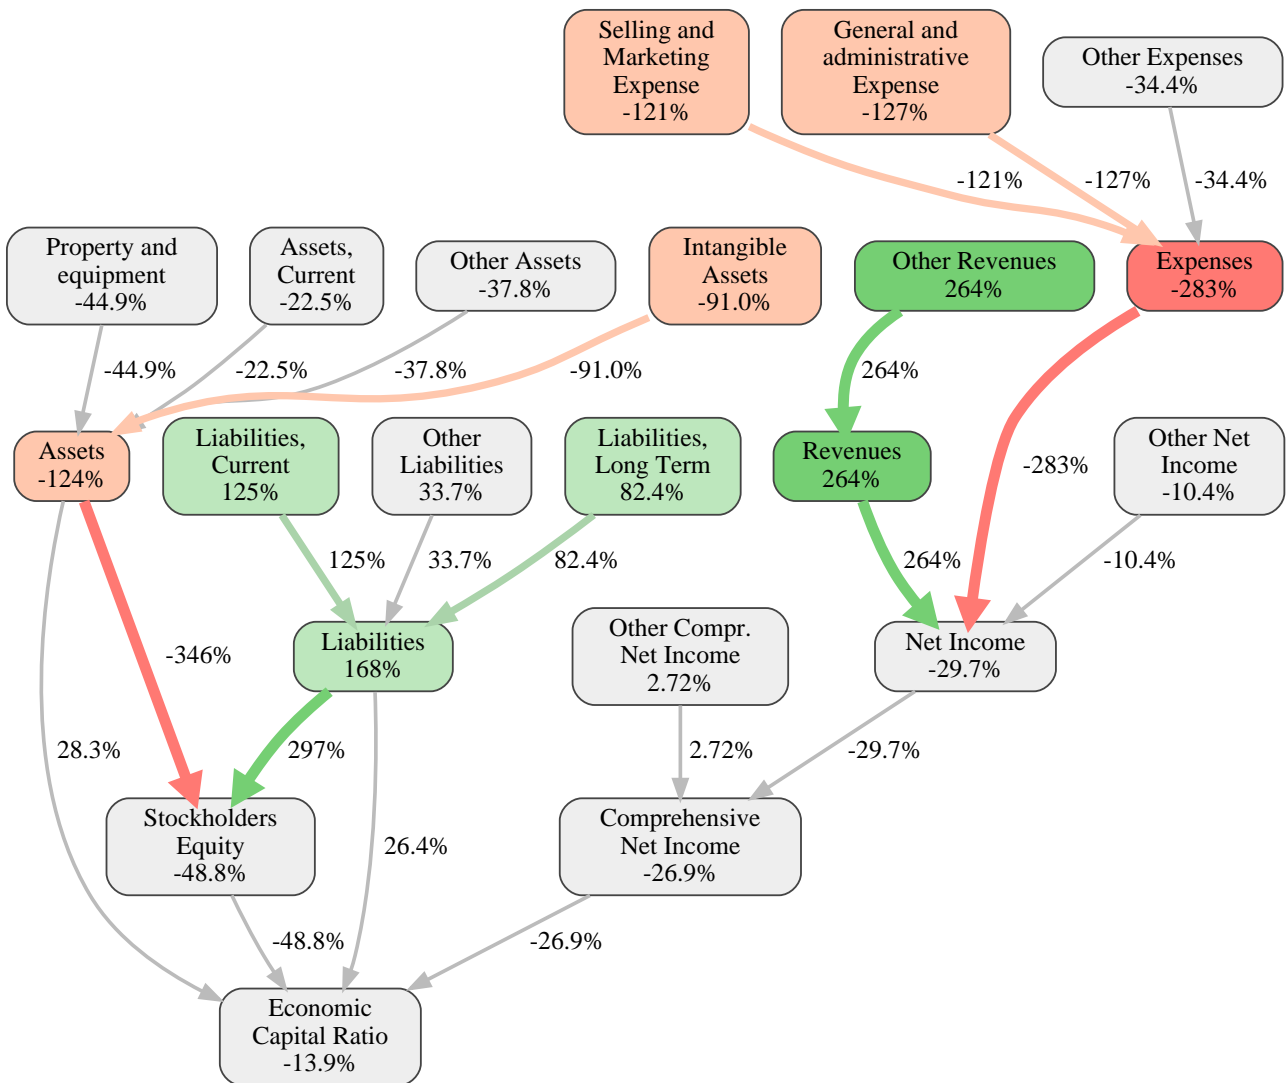 Selling and
Marketing
Expense
-121%
General and
administrative
Expense
-127%
Other Expenses
-34.4%
-121%
-127%
-34.4%
Property and
equipment
-44.9%
Assets,
Current
-22.5%
Other Assets
-37.8%
Intangible
Assets
-91.0%
Other Revenues
264%
Expenses
-283%
-44.9%
-22.5%
-37.8%
-91.0%
264%
-283%
Assets
-124%
Liabilities,
Current
125%
Other
Liabilities
33.7%
Liabilities,
Long Term
82.4%
Revenues
264%
Other Net
Income
-10.4%
125%
33.7%
82.4%
264%
-10.4%
-346%
Liabilities
168%
Other Compr.
Net Income
2.72%
Net Income
-29.7%
28.3%
297%
2.72%
-29.7%
Stockholders
Equity
-48.8%
26.4%
Comprehensive
Net Income
-26.9%
-48.8%
-26.9%
Economic
Capital Ratio
-13.9%